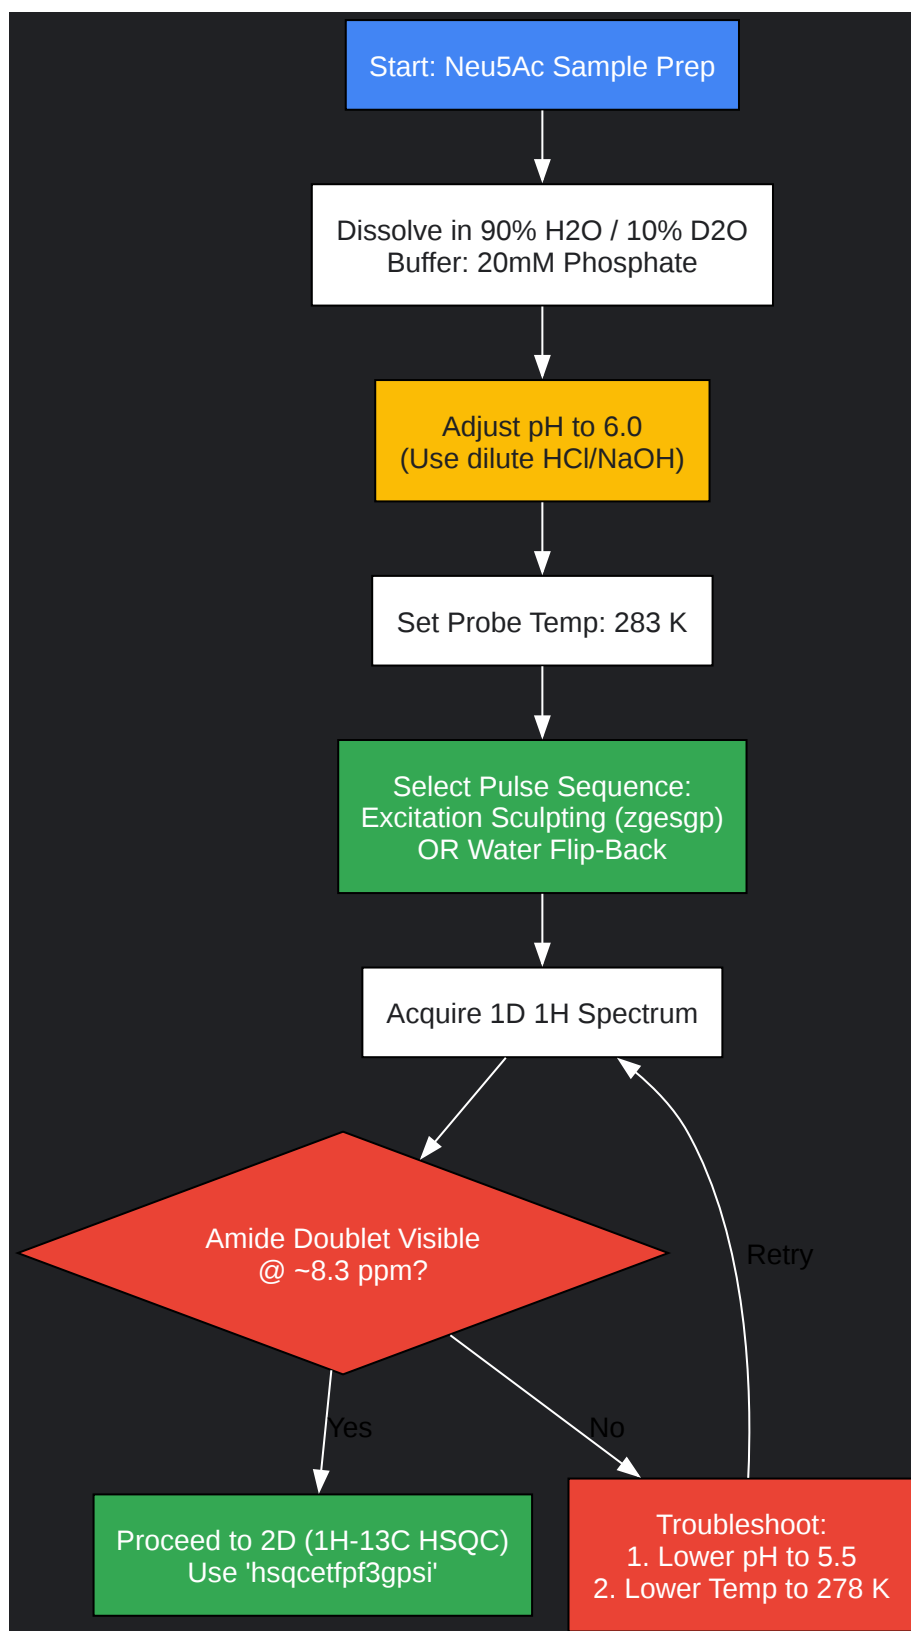 Start: Neu5Ac Sample Prep
Dissolve in 90% H2O / 10% D2O
Buffer: 20mM Phosphate
Adjust pH to 6.0
(Use dilute HCl/NaOH)
Set Probe Temp: 283 K
Select Pulse Sequence:
Excitation Sculpting (zgesgp)
OR Water Flip-Back
Acquire 1D 1H Spectrum
Amide Doublet Visible
@ ~8.3 ppm?
Retry
Yes
No
Proceed to 2D (1H-13C HSQC)
Use 'hsqcetfpf3gpsi'
Troubleshoot:
1. Lower pH to 5.5
2. Lower Temp to 278 K